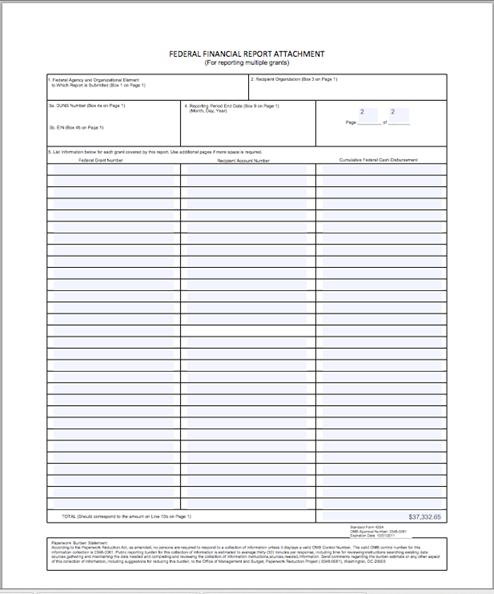 FEDERAL FINANCIAL REPORT ATTACHMENT
(For reporting multiple grants)
1. Federal Agency and Organizational Element
to Which Report is Submitted (Box 1 on Page 1)
2. Recipient Organization (Box 3 on Page 1)
3a. DUNS Number (Box 4a on Page 1)
4. Reporting Period End Date (Box 9 on Page 1)
(Month, Day, Year)
2 2
Page of
3b. EIN (Box 4b on Page 1)
5. List information below for each grant covered by this report. Use additional pages if more space is required.
Federal Grant Number Recipient Account Number Cumulative Federal Cash Disbursement
TOTAL (Should correspond to the amount on Line 10b on Page 1) $37,332.65
Standard Form 425A
OMB Approval Number: 0348-0061
Expiration Date: 10/31/2011
Paperwork Burden Statement
According to the Paperwork Reduction Act, as amended, no persons are required to respond to a collection of information unless it displays a valid OMB Control Number. The valid OMB control number for this
information collection is 0348-0061. Public reporting burden for this collection of information is estimated to average per response, including time for reviewing instructions, searching existing data
sources, gathering and maintaining the data needed, and completing and reviewing the collection of information. Send comments regarding the burden estimate or any other aspect
of this collection of information, including suggestions for reducing this burden, to the Office of Management and Budget, Paperwork Reduction Project ( 0348-0061), Washington, DC 20503